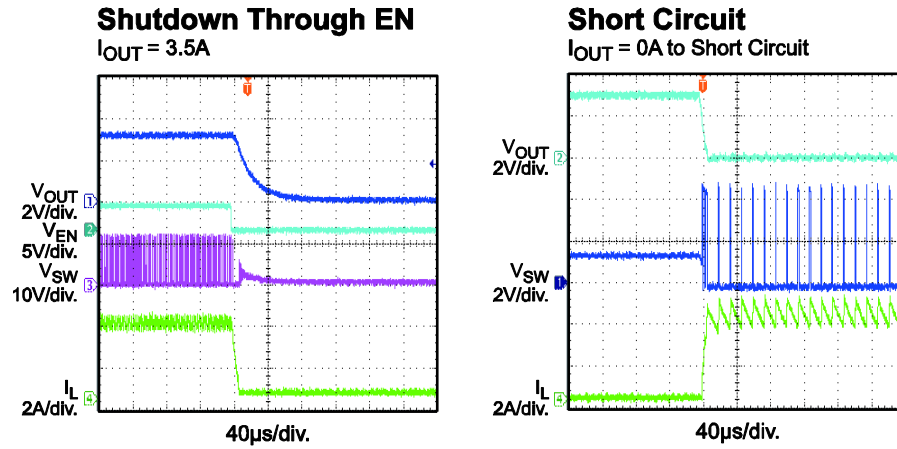 Shutdown Through EN
IOUT = 3.5A
T
VOUT
2V/div.
1
2
VEN
5V/div.
VSW
10V/div.
3
IL
2A/div.
4
40µs/div.
Short Circuit
IOUT = 0A to Short Circuit
T
VOUT
2V/div.
2
VSW
2V/div.
1
IL
2A/div.
4
40µs/div.